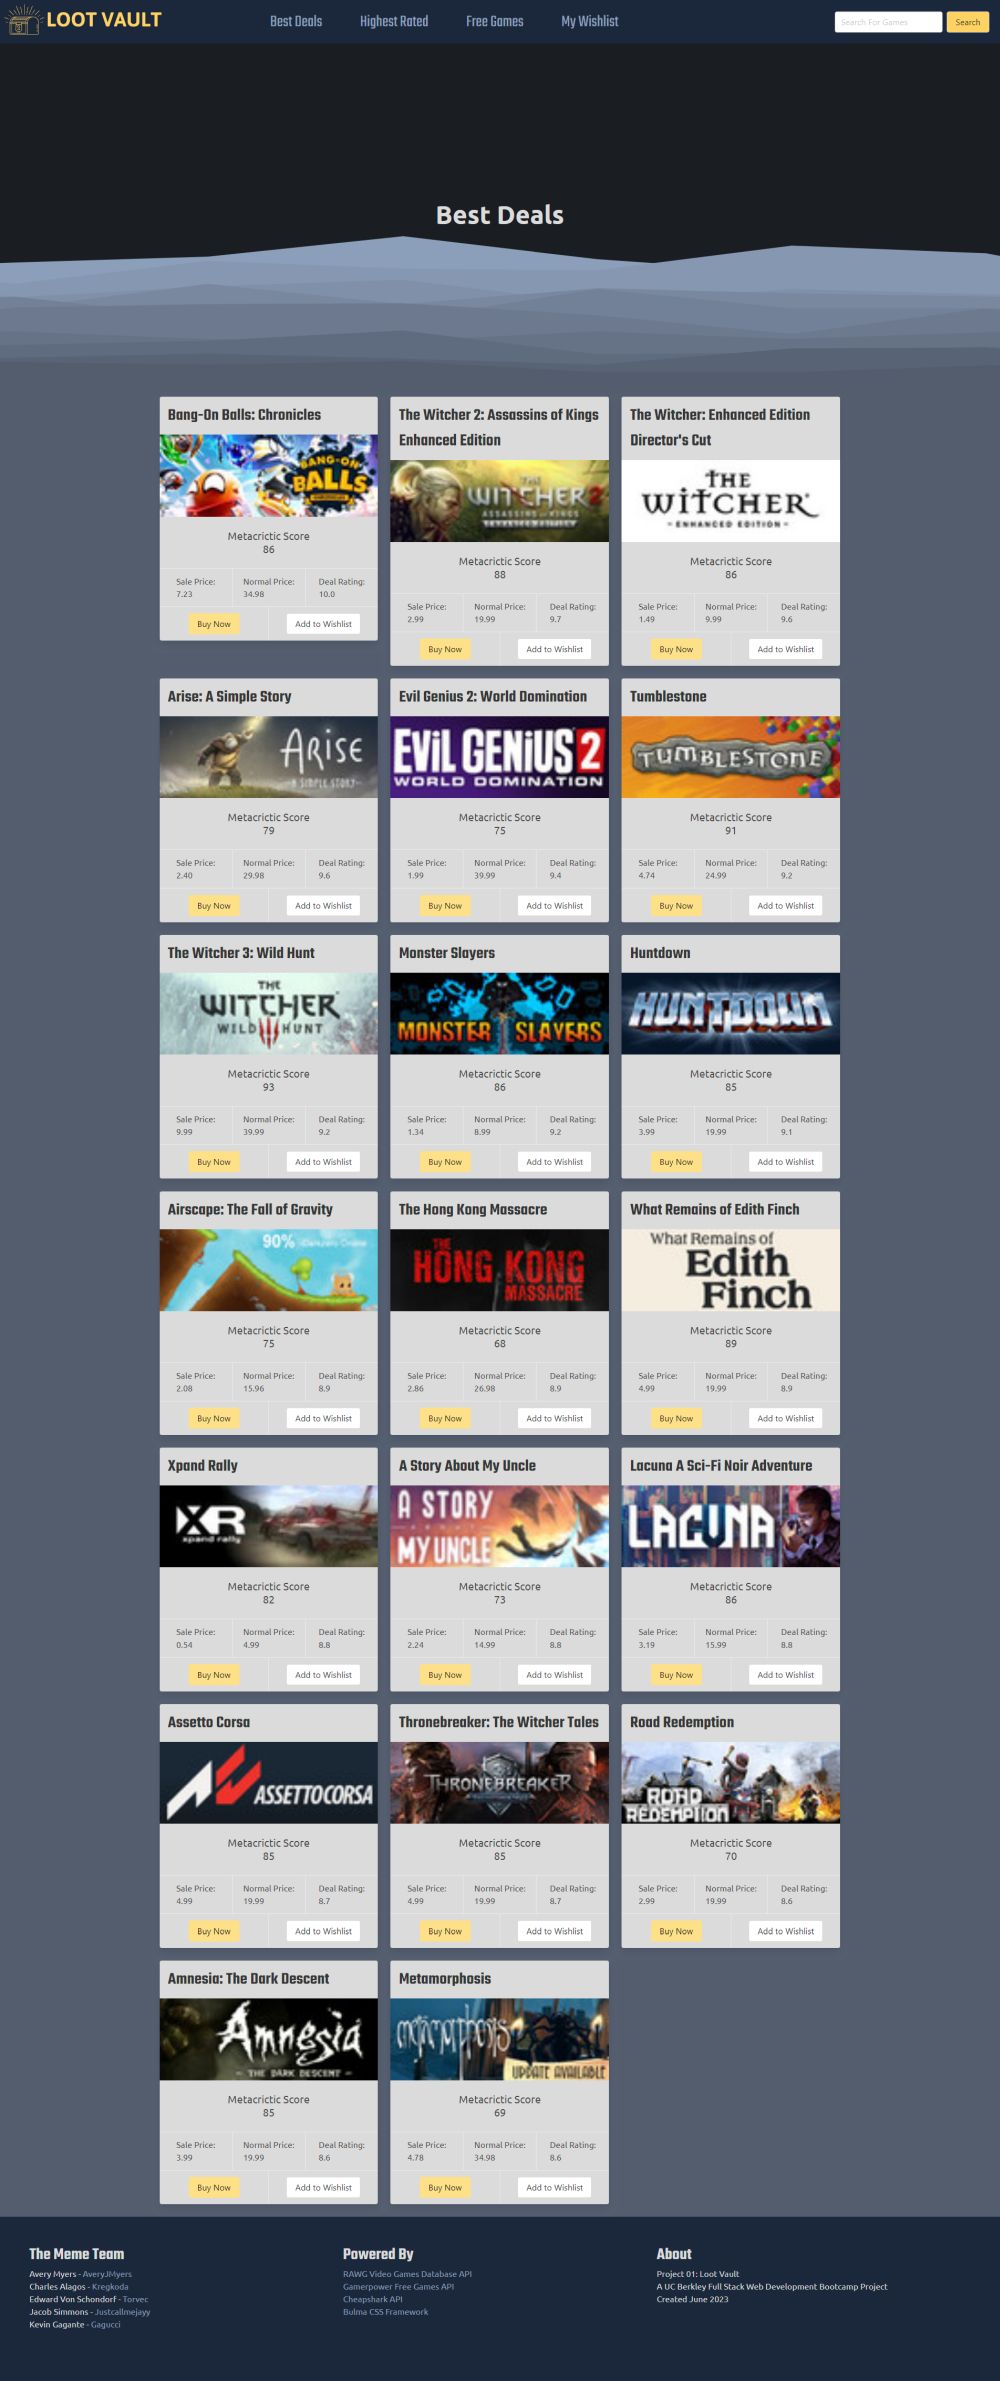 LOOT VAULT
Best Deals
Highest Rated
Free Games
My Wishlist
Search For Games
Search
Best Deals
Bang-On Balls: Chronicles
BANG-ON
BALLS
CHRONICLES
Metacrictic Score
86
Sale Price:
7.23
Normal Price:
34.98
Deal Rating:
10.0
Buy Now
Add to Wishlist
The Witcher 2: Assassins of Kings
Enhanced Edition
THE
WITCHER 2
ASSASSINS of KINGS
Metacrictic Score
88
Sale Price:
2.99
Normal Price:
19.99
Deal Rating:
9.7
Buy Now
Add to Wishlist
The Witcher: Enhanced Edition
Director's Cut
THE
WITCHER
- ENHANCED EDITION -
Metacrictic Score
86
Sale Price:
1.49
Normal Price:
9.99
Deal Rating:
9.6
Buy Now
Add to Wishlist
Arise: A Simple Story
ARISE
A SIMPLE STORY
Metacrictic Score
79
Sale Price:
2.40
Normal Price:
29.98
Deal Rating:
9.6
Buy Now
Add to Wishlist
Evil Genius 2: World Domination
EVIL GENIUS 2
WORLD DOMINATION
Metacrictic Score
75
Sale Price:
1.99
Normal Price:
39.99
Deal Rating:
9.4
Buy Now
Add to Wishlist
Tumblestone
TUMBLESTONE
Metacrictic Score
91
Sale Price:
4.74
Normal Price:
24.99
Deal Rating:
9.2
Buy Now
Add to Wishlist
The Witcher 3: Wild Hunt
THE
WITCHER
WILD HUNT
Metacrictic Score
93
Sale Price:
9.99
Normal Price:
39.99
Deal Rating:
9.2
Buy Now
Add to Wishlist
Monster Slayers
MONSTER SLAYERS
Metacrictic Score
86
Sale Price:
1.34
Normal Price:
8.99
Deal Rating:
9.2
Buy Now
Add to Wishlist
Huntdown
HUNTDOWN
Metacrictic Score
85
Sale Price:
3.99
Normal Price:
19.99
Deal Rating:
9.1
Buy Now
Add to Wishlist
Airscape: The Fall of Gravity
90%
Metacrictic Score
75
Sale Price:
2.08
Normal Price:
15.96
Deal Rating:
8.9
Buy Now
Add to Wishlist
The Hong Kong Massacre
THE
HONG KONG
MASSACRE
Metacrictic Score
68
Sale Price:
2.86
Normal Price:
26.98
Deal Rating:
8.9
Buy Now
Add to Wishlist
What Remains of Edith Finch
What Remains of
Edith
Finch
Metacrictic Score
89
Sale Price:
4.99
Normal Price:
19.99
Deal Rating:
8.9
Buy Now
Add to Wishlist
Xpand Rally
XR
xpand rally
Metacrictic Score
82
Sale Price:
0.54
Normal Price:
4.99
Deal Rating:
8.8
Buy Now
Add to Wishlist
A Story About My Uncle
A STORY
MY UNCLE
Metacrictic Score
73
Sale Price:
2.24
Normal Price:
14.99
Deal Rating:
8.8
Buy Now
Add to Wishlist
Lacuna A Sci-Fi Noir Adventure
LACUNA
Metacrictic Score
86
Sale Price:
3.19
Normal Price:
15.99
Deal Rating:
8.8
Buy Now
Add to Wishlist
Assetto Corsa
ASSETTO CORSA
Metacrictic Score
85
Sale Price:
4.99
Normal Price:
19.99
Deal Rating:
8.7
Buy Now
Add to Wishlist
Thronebreaker: The Witcher Tales
THRONEBREAKER
Metacrictic Score
85
Sale Price:
4.99
Normal Price:
19.99
Deal Rating:
8.7
Buy Now
Add to Wishlist
Road Redemption
ROAD
REDEMPTION
Metacrictic Score
70
Sale Price:
2.99
Normal Price:
19.99
Deal Rating:
8.6
Buy Now
Add to Wishlist
Amnesia: The Dark Descent
Amnesia
- THE DARK DESCENT -
Metacrictic Score
85
Sale Price:
3.99
Normal Price:
19.99
Deal Rating:
8.6
Buy Now
Add to Wishlist
Metamorphosis
metamorphosis
UPDATE AVAILABLE
Metacrictic Score
69
Sale Price:
4.78
Normal Price:
34.98
Deal Rating:
8.6
Buy Now
Add to Wishlist
The Meme Team
Avery Myers - AveryJMyers
Charles Alagos - Kregkoda
Edward Von Schondorf - Torvec
Jacob Simmons - Justcallmejayy
Kevin Gagante - Gagucci
Powered By
RAWG Video Games Database API
Gamerpower Free Games API
Cheapshark API
Bulma CSS Framework
About
Project 01: Loot Vault
A UC Berkley Full Stack Web Development Bootcamp Project
Created June 2023